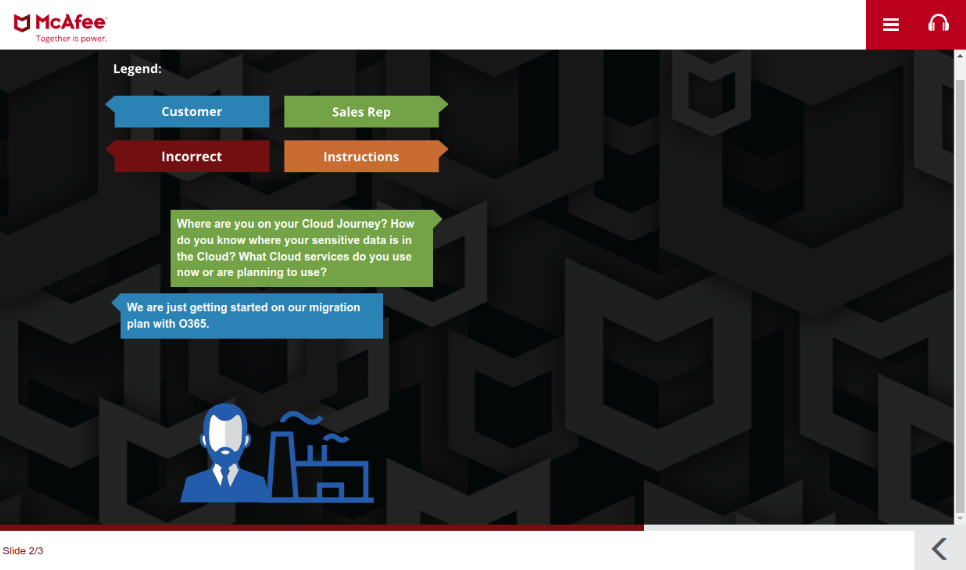 McAfee
Together is power.
Legend:
Customer
Sales Rep
Incorrect
Instructions
Where are you on your Cloud Journey? How
do you know where your sensitive data is in
the Cloud? What Cloud services do you use
now or are planning to use?
We are just getting started on our migration
plan with O365.
Slide 2/3